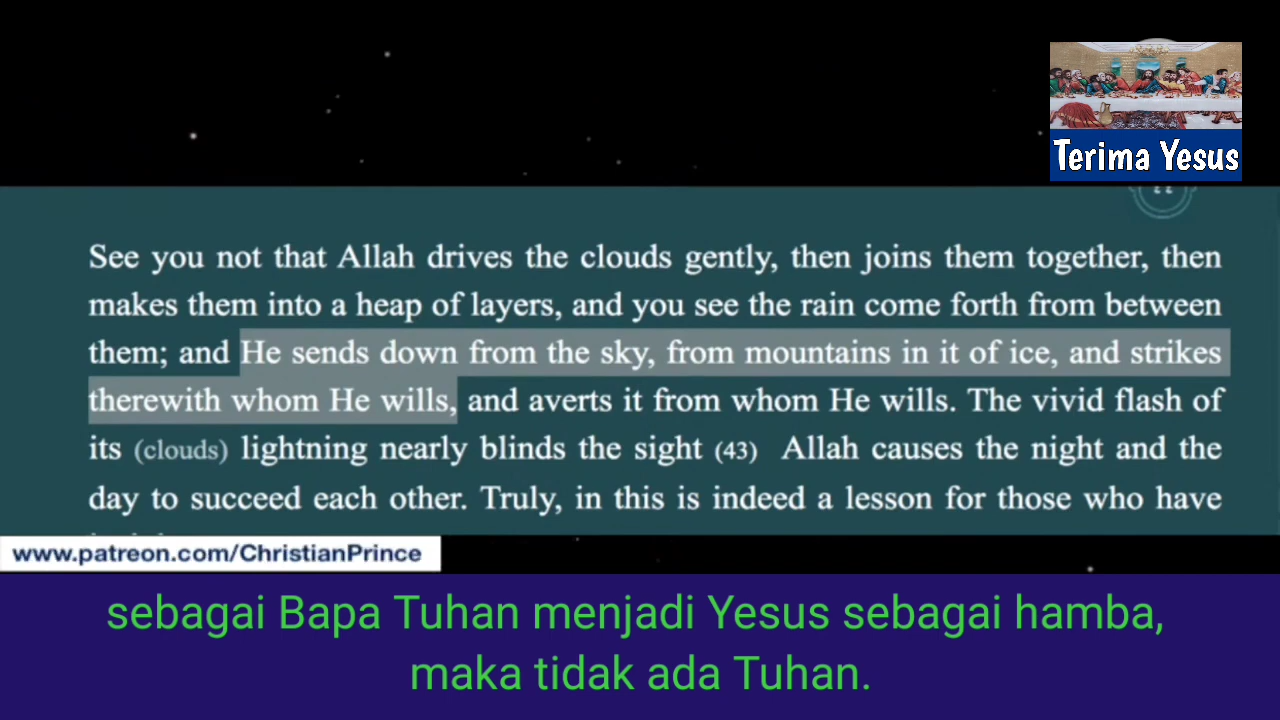 Terima Yesus
See you not that Allah drives the clouds gently, then joins them together, then
makes them into a heap of layers, and you see the rain come forth from between
them; and He sends down from the sky, from mountains in it of ice, and strikes
therewith whom He wills, and averts it from whom He wills. The vivid flash of
its (clouds) lightning nearly blinds the sight (43) Allah causes the night and the
day to succeed each other. Truly, in this is indeed a lesson for those who have
www.patreon.com/ChristianPrince
sebagai Bapa Tuhan menjadi Yesus sebagai hamba,
maka tidak ada Tuhan.